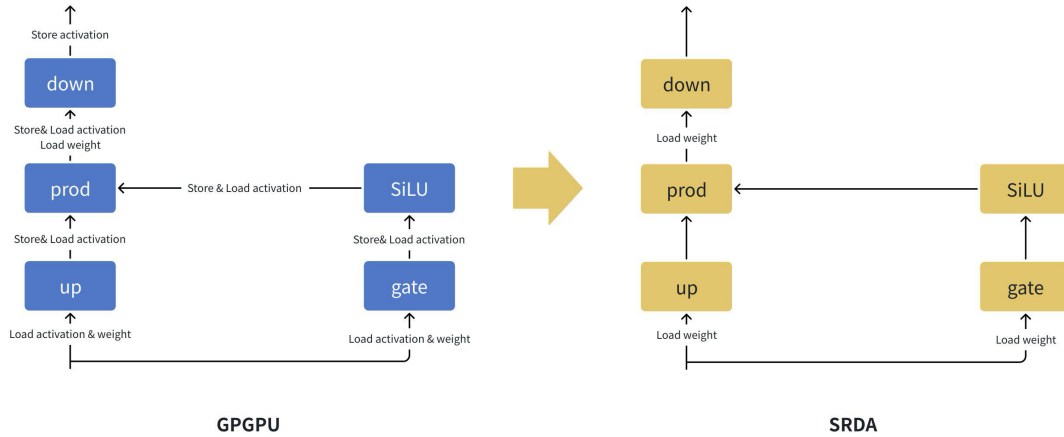 Store activation
down
Store& Load activation
Load weight
prod
Store & Load activation
SiLU
Store& Load activation
Store& Load activation
up
gate
Load activation & weight
Load activation & weight
GPGPU
down
Load weight
prod
SiLU
up
gate
Load weight
Load weight
SRDA